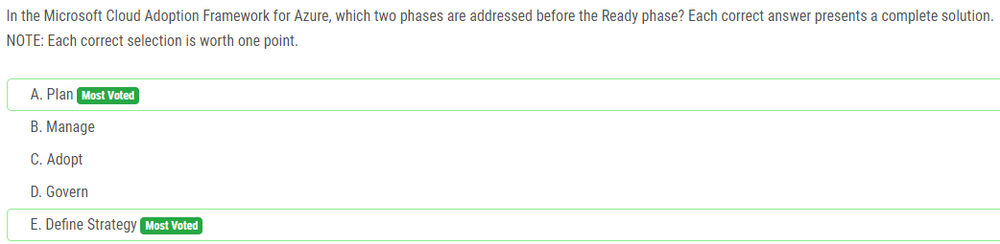 In the Microsoft Cloud Adoption Framework for Azure, which two phases are addressed before the Ready phase? Each correct answer presents a complete solution.
NOTE: Each correct selection is worth one point.
A. Plan Most Voted
B. Manage
C. Adopt
D. Govern
E. Define Strategy Most Voted